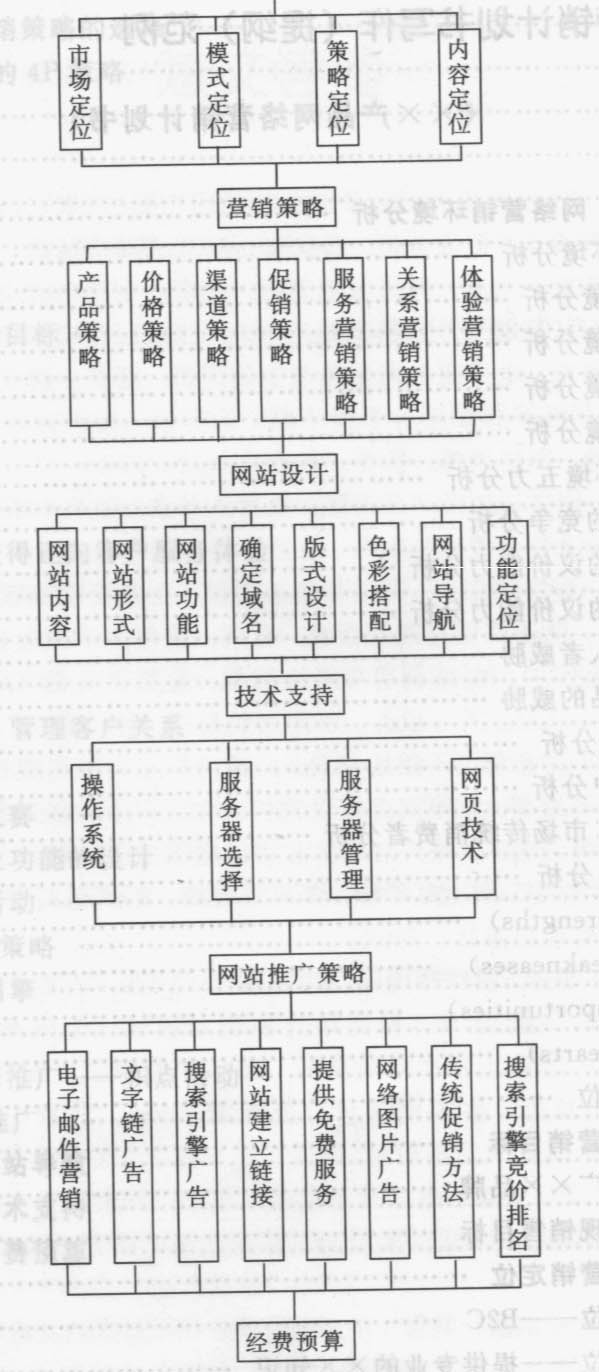 市场定位
模式定位
策略定位
内容定位
营销策略
产品策略
价格策略
渠道策略
促销策略
服务营销策略
关系营销策略
体验营销策略
网站设计
网站内容
网站形式
网站功能
确定域名
版式设计
色彩搭配
网站导航
功能定位
技术支持
操作系统
服务器选择
服务器管理
网页技术
网站推广策略
电子邮件营销
文字链广告
搜索引擎广告
网站建立链接
提供免费服务
网络图片广告
传统促销方法
搜索引擎竞价排名
经费预算